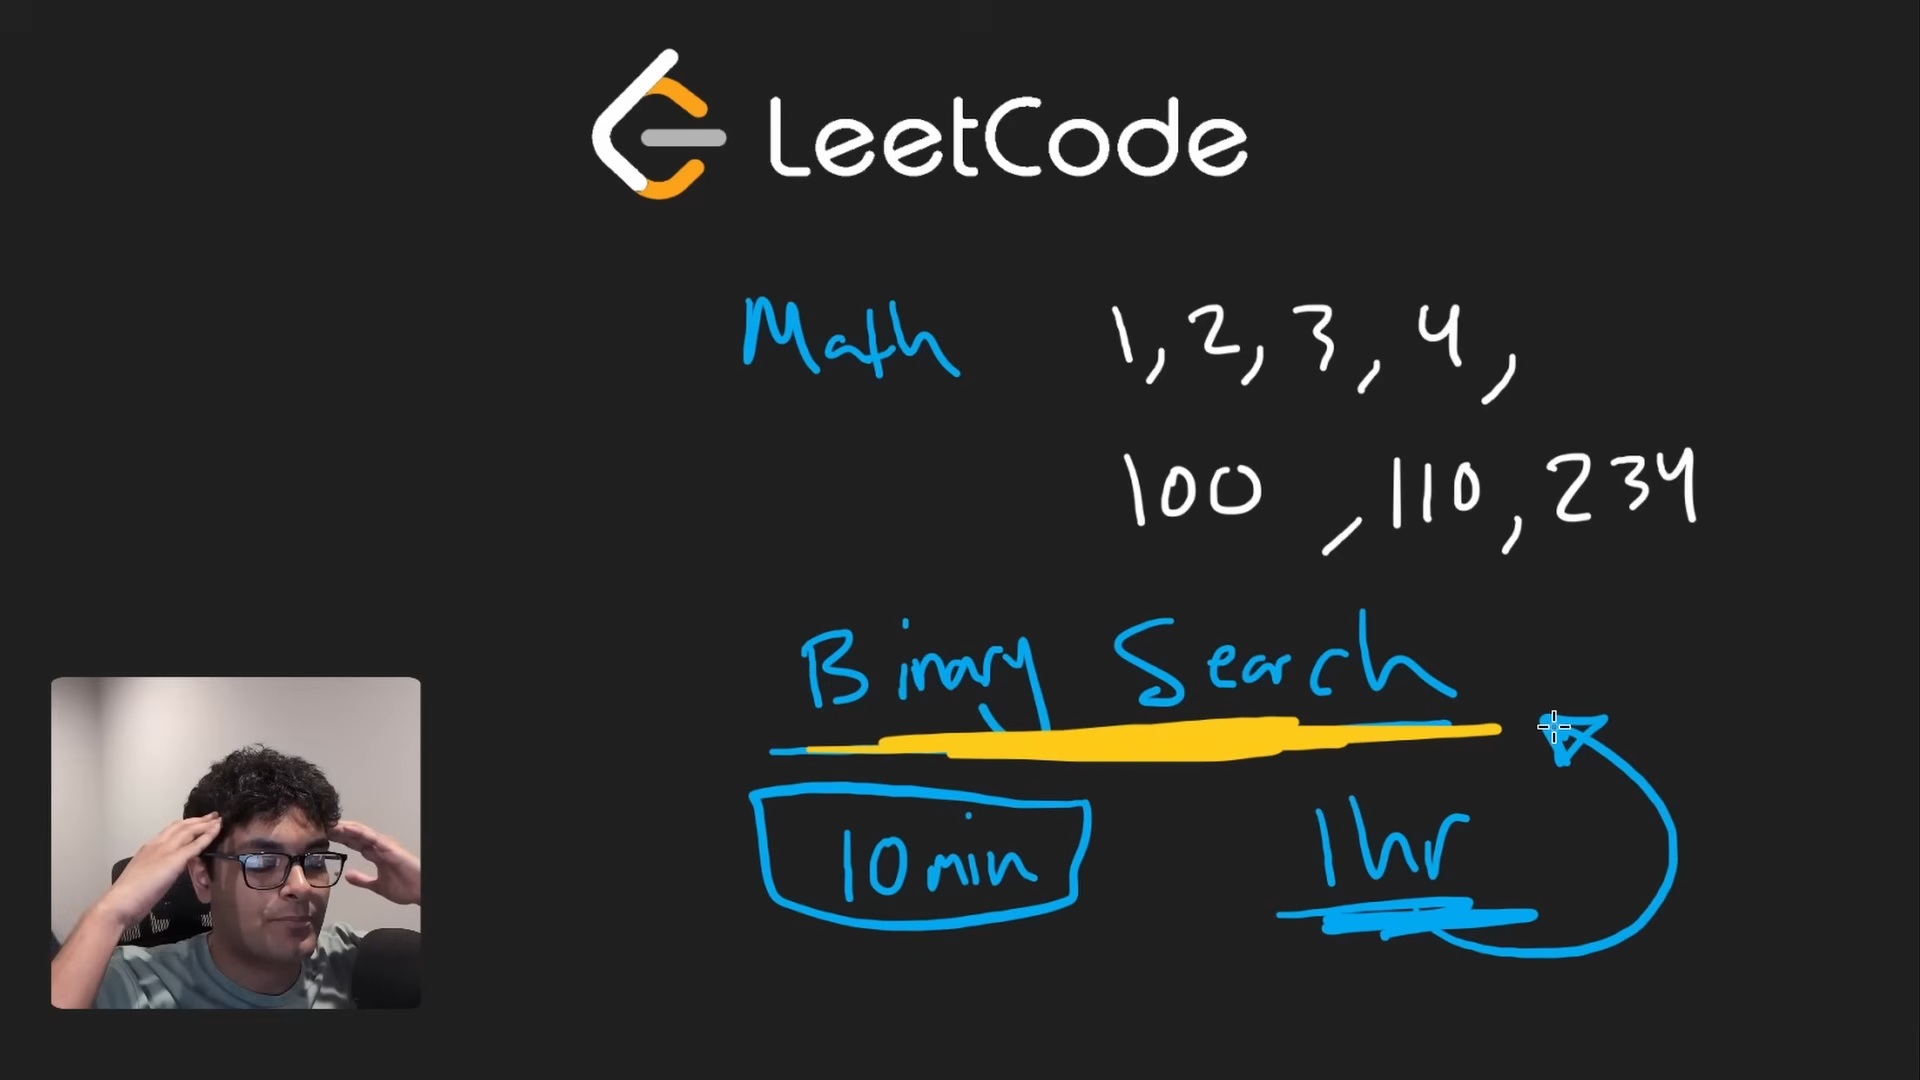 LeetCode
Math 1, 2, 3, 4,
100 , 110, 234
Binary Search
10 min 1hr